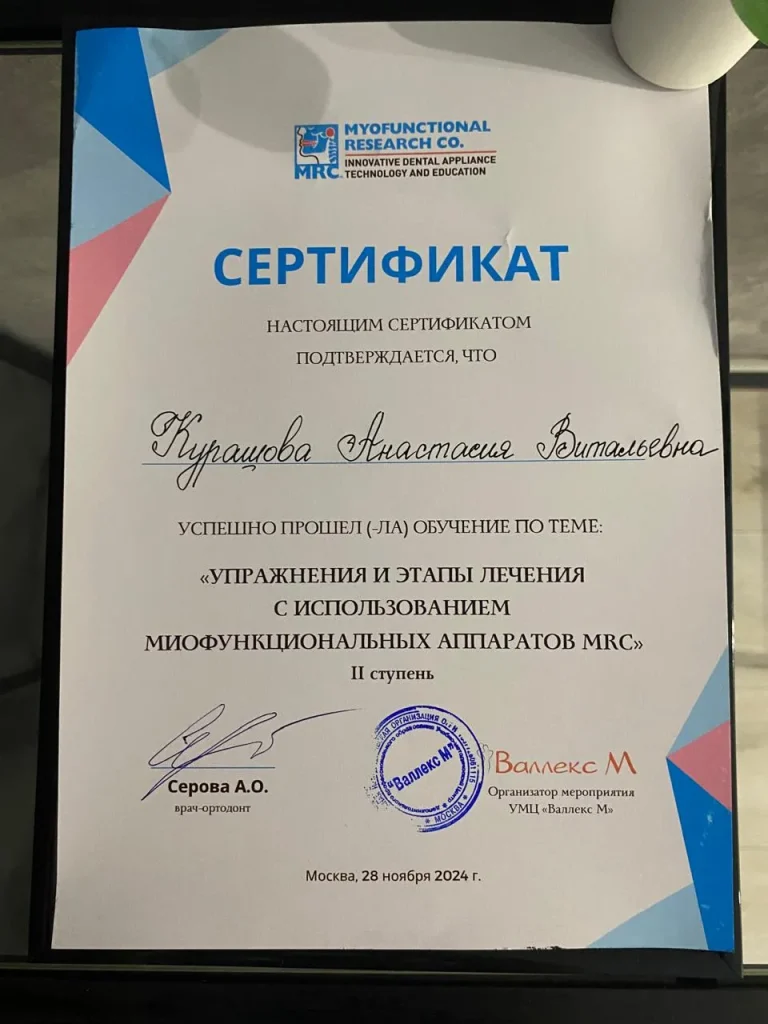 MYOFUNCTIONAL
RESEARCH CO.
MRC
INNOVATIVE DENTAL APPLIANCE
TECHNOLOGY AND EDUCATION
СЕРТИФИКАТ
НАСТОЯЩИМ СЕРТИФИКАТОМ
ПОДТВЕРЖДАЕТСЯ, ЧТО
Курашова Анастасия Витальевна
УСПЕШНО ПРОШЕЛ (-ЛА) ОБУЧЕНИЕ ПО ТЕМЕ:
«УПРАЖНЕНИЯ И ЭТАПЫ ЛЕЧЕНИЯ
С ИСПОЛЬЗОВАНИЕМ
МИОФУНКЦИОНАЛЬНЫХ АППАРАТОВ MRC»
II ступень
Серова А.О.
врач-ортодонт
ОРГАНИЗАЦИЯ
"Валлекс М"
* МОСКВА *
Валлекс М
Организатор мероприятия
УМЦ «Валлекс М»
Москва, 28 ноября 2024 г.